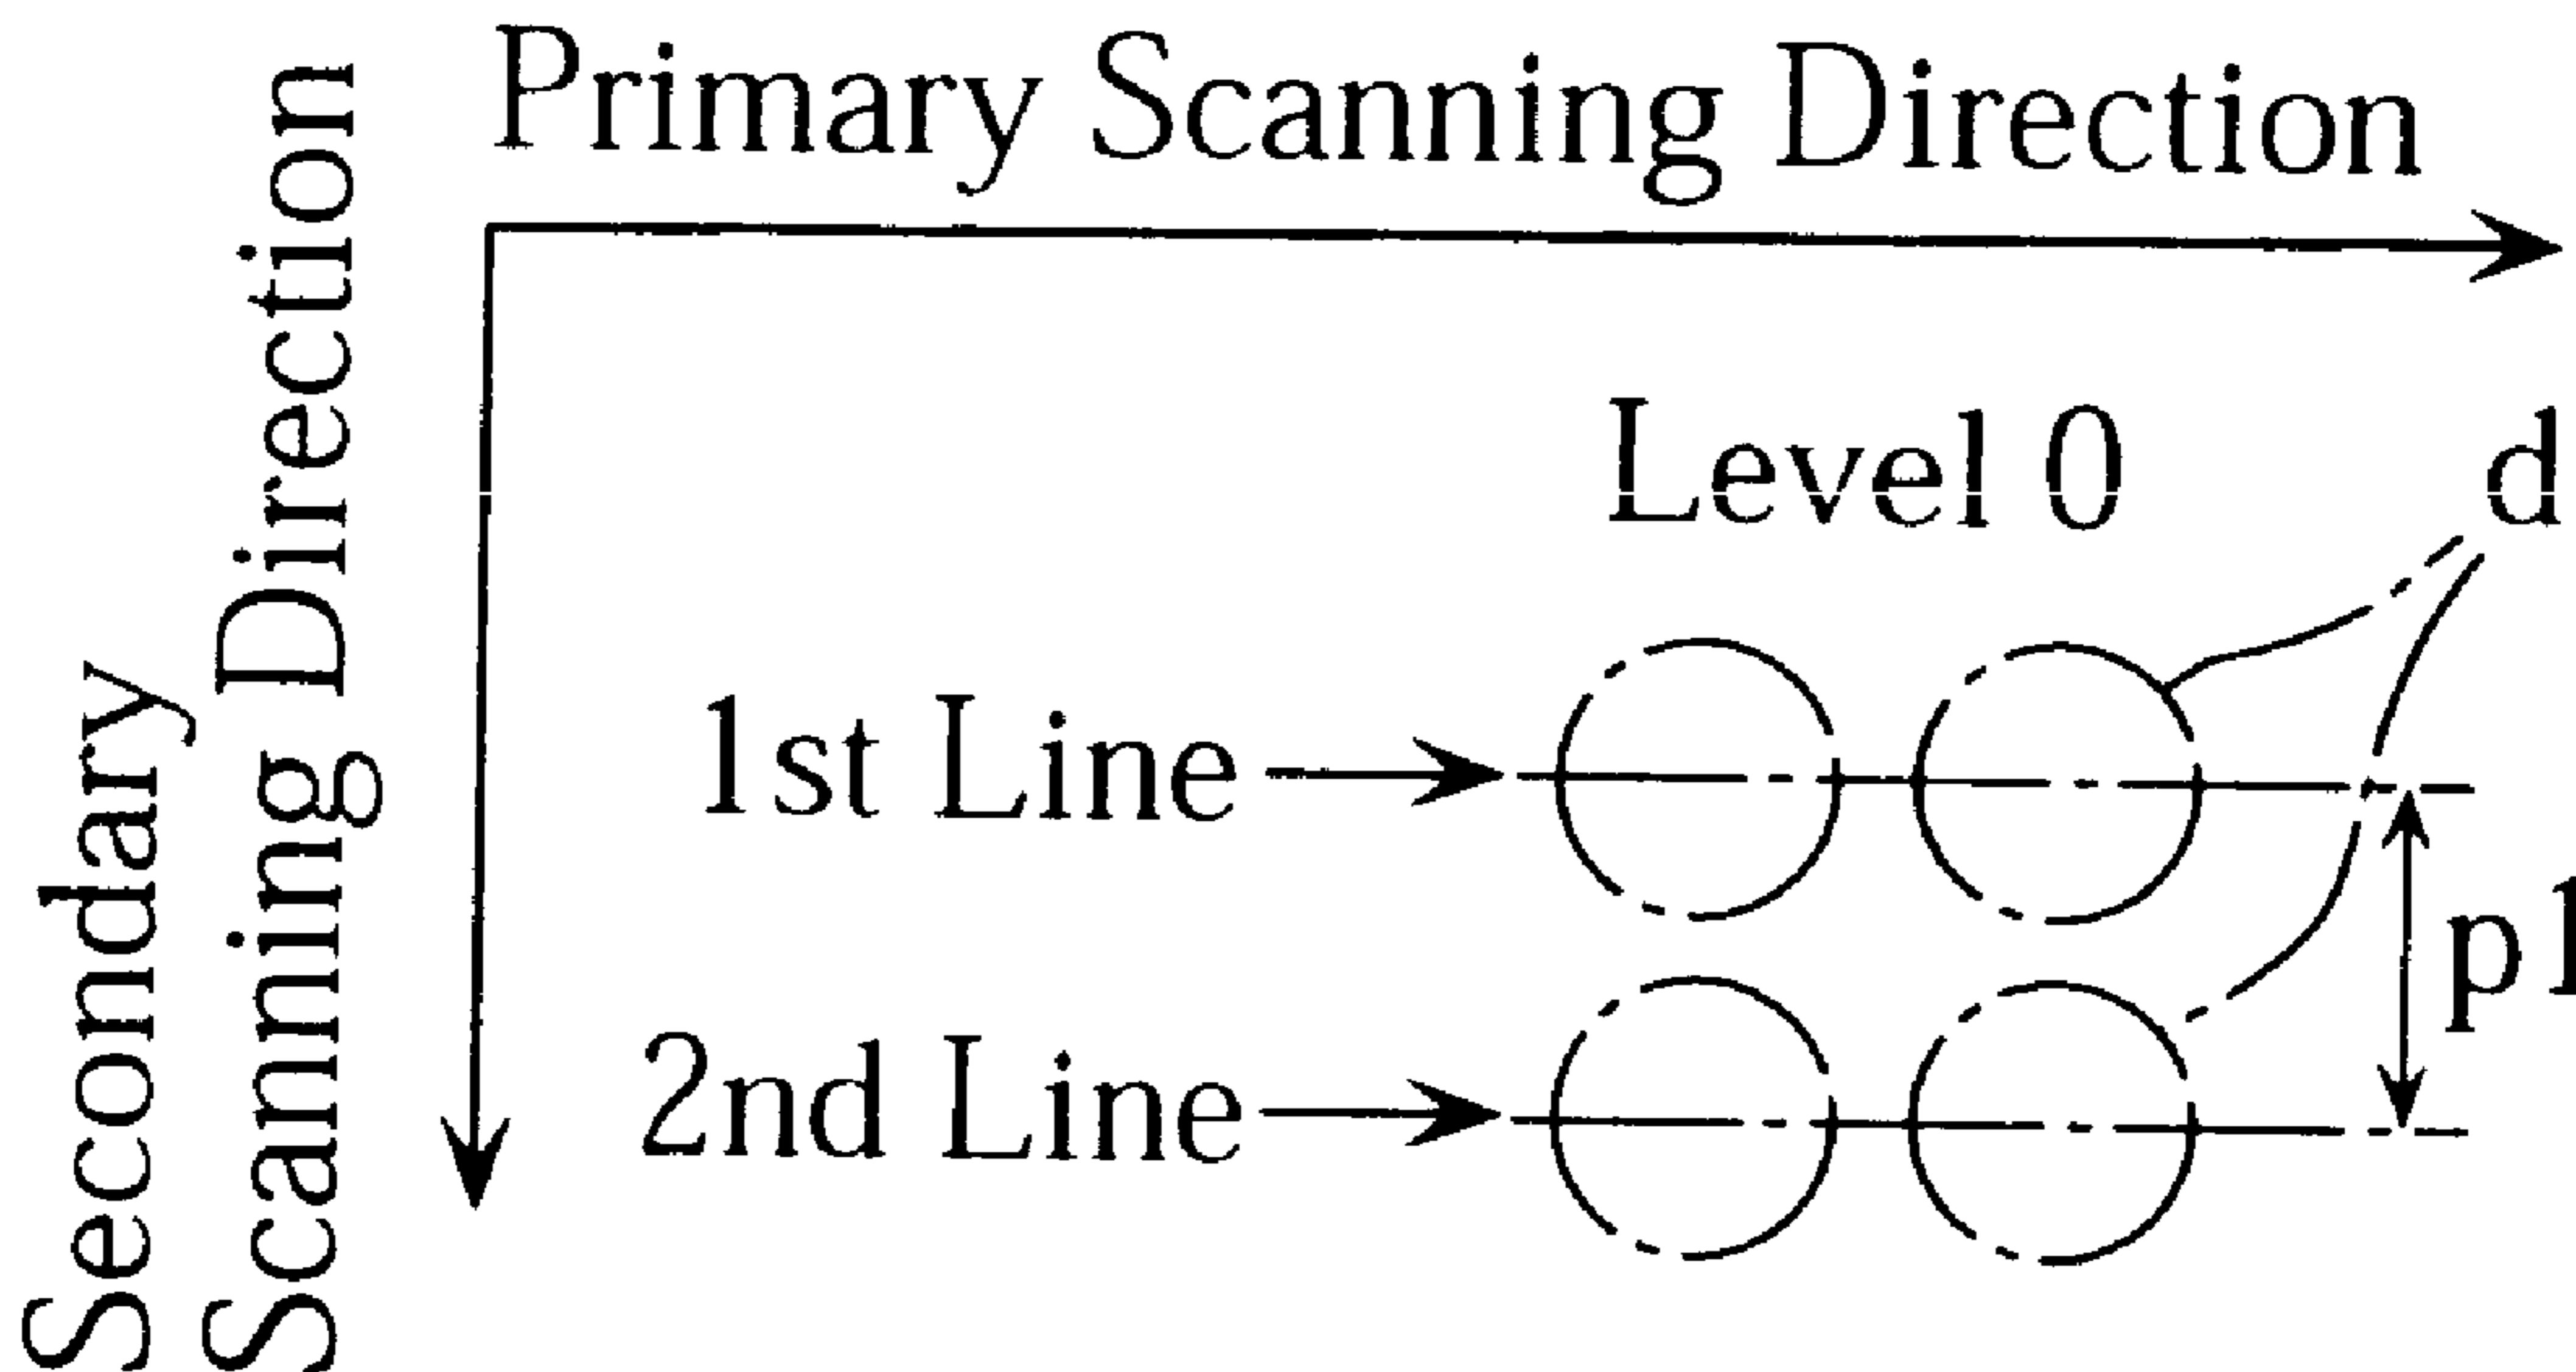 Primary Scanning Direction
Secondary
Scanning Direction
Level 0
d
1st Line
p1
2nd Line